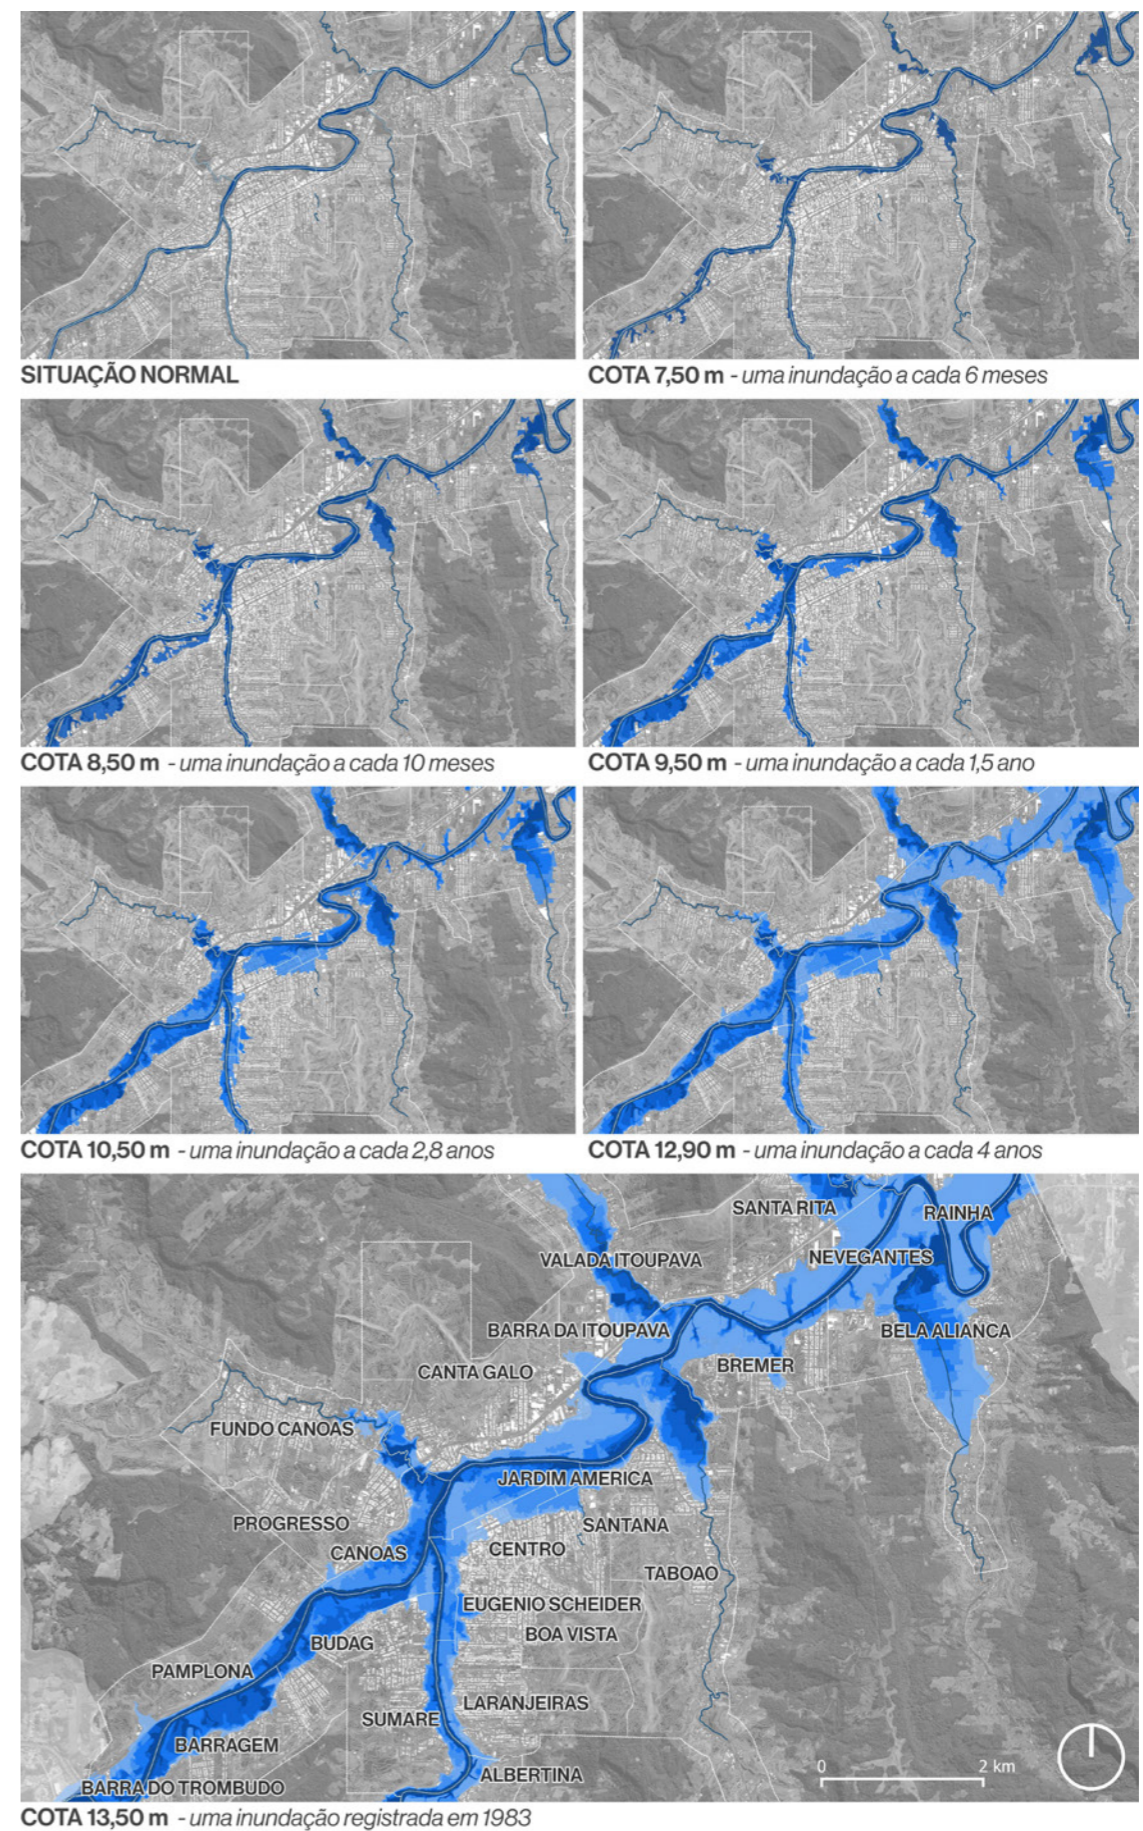 SITUAÇÃO NORMAL
COTA 7,50 m - uma inundação a cada 6 meses
COTA 8,50 m - uma inundação a cada 10 meses
COTA 9,50 m - uma inundação a cada 1,5 ano
COTA 10,50 m - uma inundação a cada 2,8 anos
COTA 12,90 m - uma inundação a cada 4 anos
SANTA RITA
RAINHA
VALADA ITOUPAVA
NEVEGANTES
BARRA DA ITOUPAVA
BELA ALIANCA
CANTA GALO
BREMER
FUNDO CANOAS
JARDIM AMERICA
PROGRESSO
SANTANA
CANOAS
CENTRO
TABOAO
EUGENIO SCHEIDER
BUDAG
BOA VISTA
PAMPLONA
LARANJEIRAS
SUMARE
BARRAGEM
ALBERTINA
BARRA DO TROMBUDO
0 2 km
COTA 13,50 m - uma inundação registrada em 1983